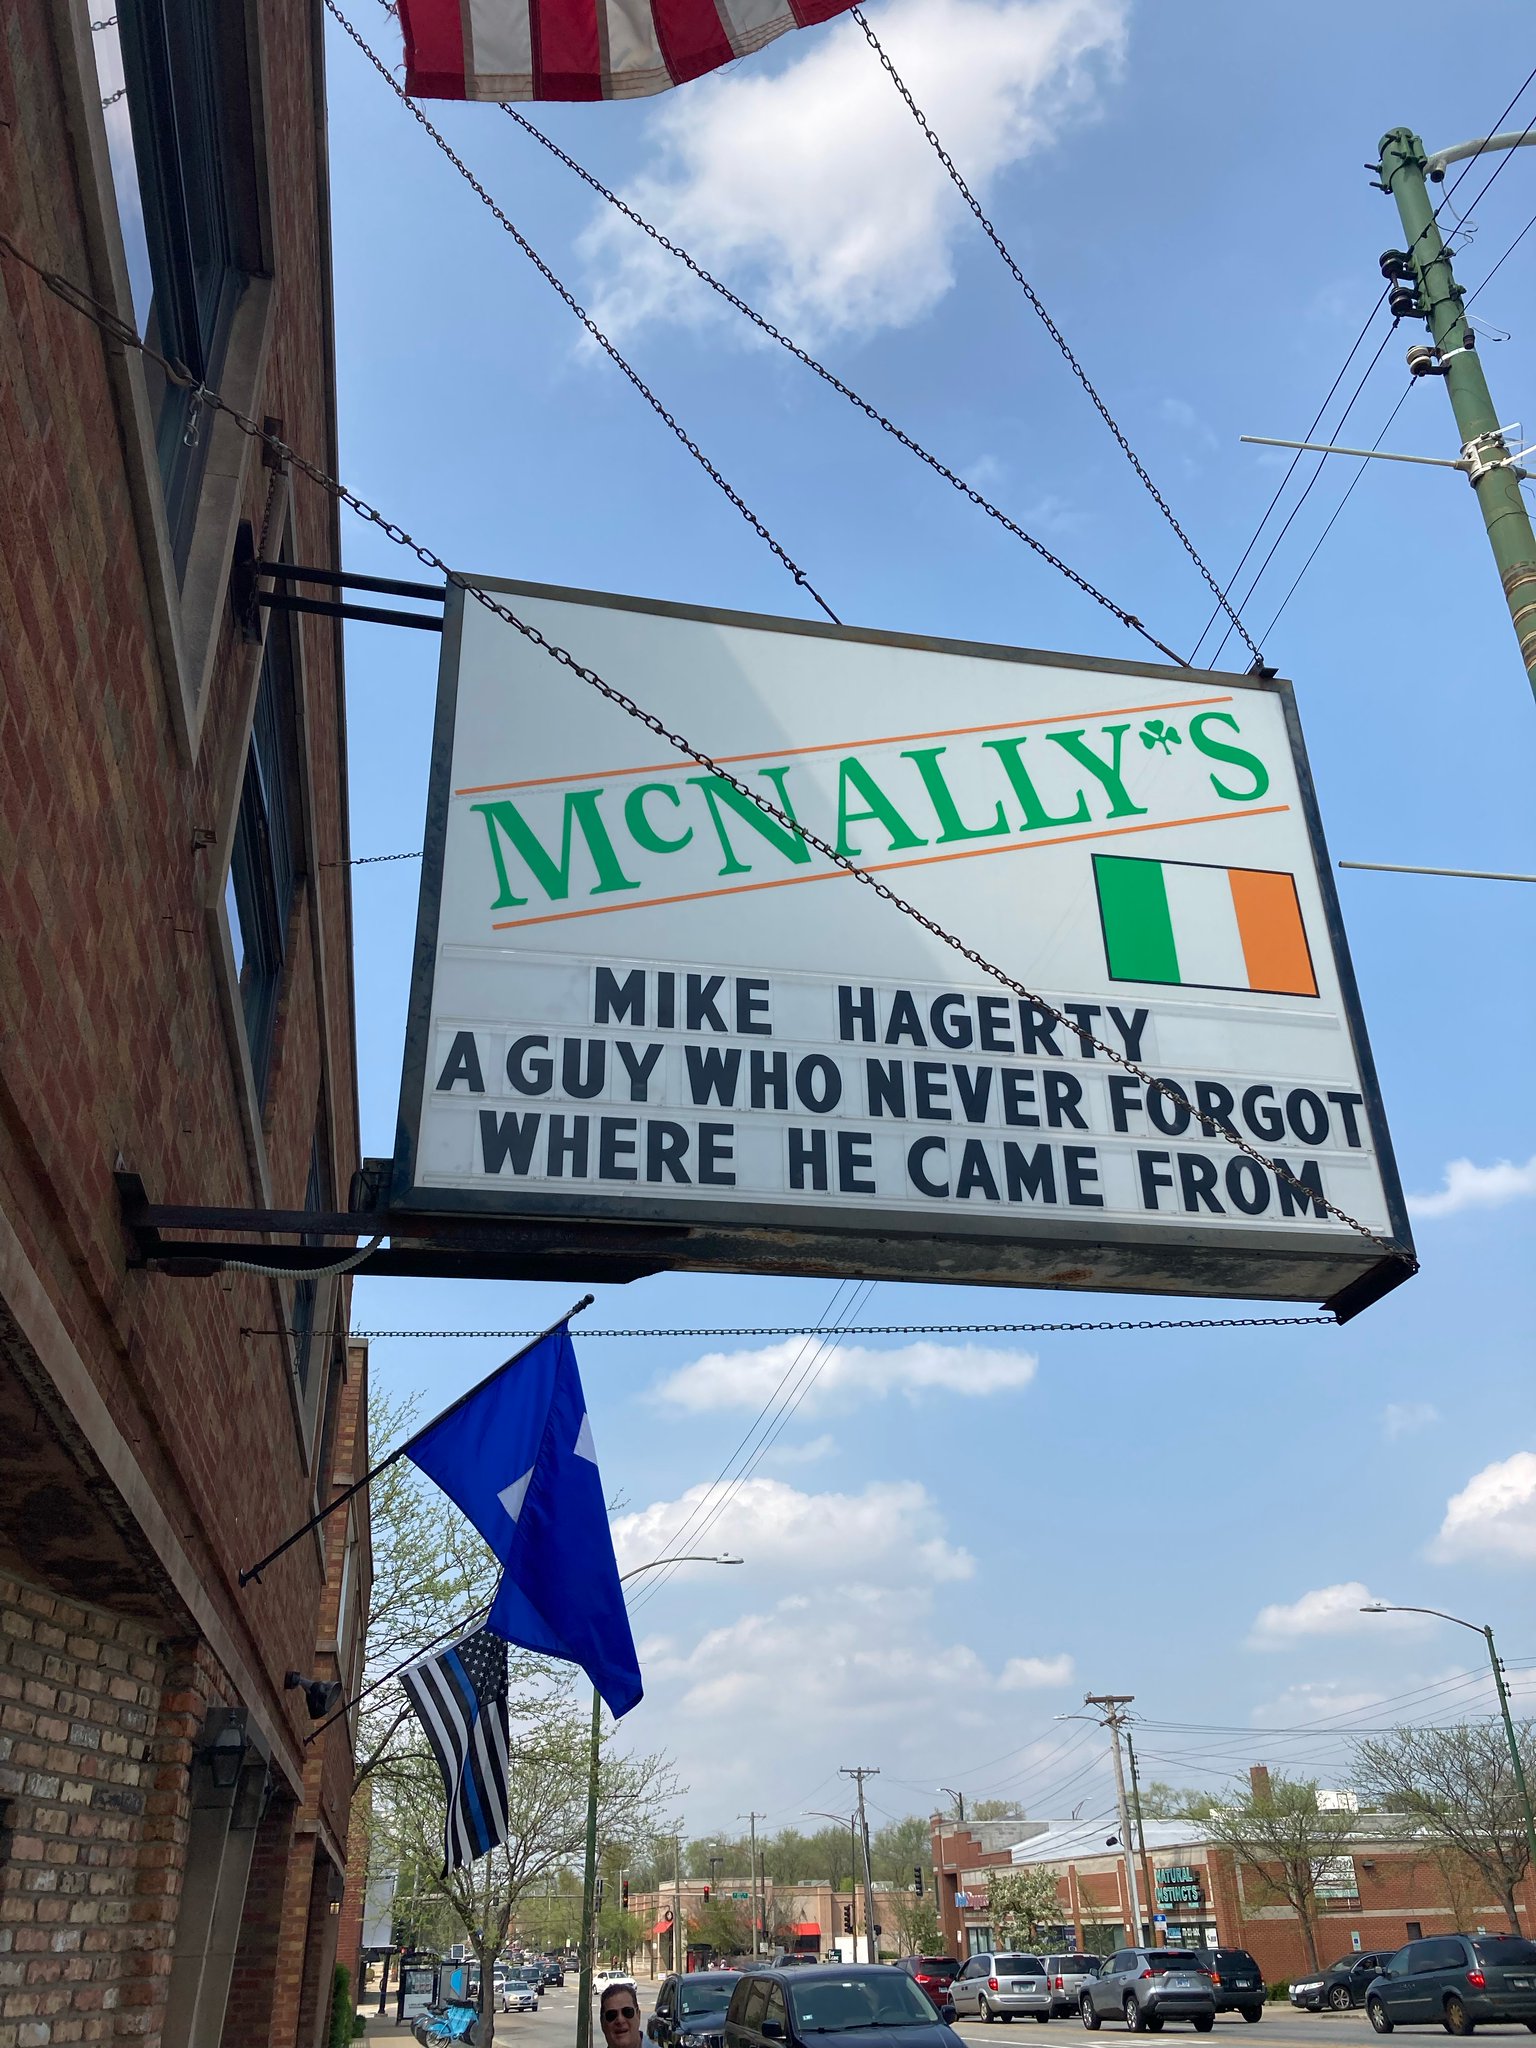 McNALLY'S
MIKE HAGERTY
A GUY WHO NEVER FORGOT
WHERE HE CAME FROM
NATURAL
INSTINCTS